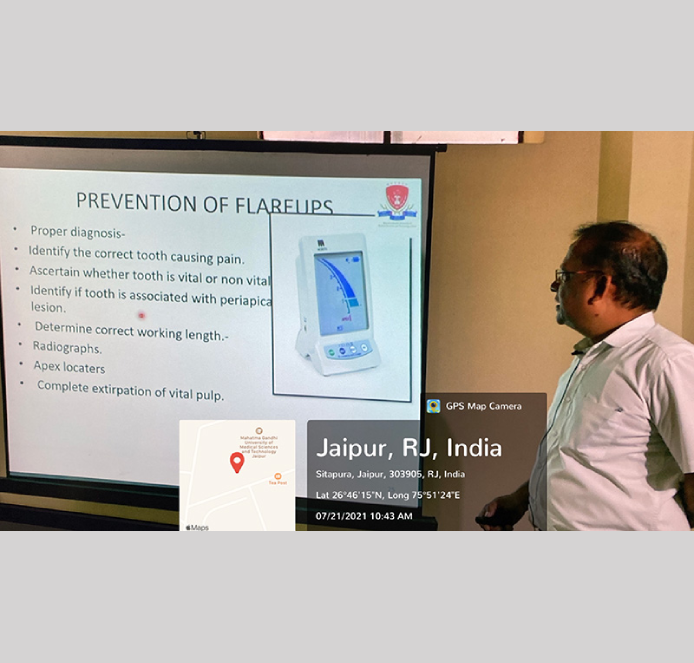 PREVENTION OF FLAREUPS
• Proper diagnosis-
• Identify the correct tooth causing pain.
• Ascertain whether tooth is vital or non vital
• Identify if tooth is associated with periapica
lesion.
• Determine correct working length.-
• Radiographs.
• Apex locaters
• Complete extirpation of vital pulp.
GPS Map Camera
Mahatma Gandhi
University of
Medical Sciences
and Technology
Jaipur
Tea Post
Maps
Jaipur, RJ, India
Sitapura, Jaipur, 303905, RJ, India
Lat 26°46'15"N, Long 75°51'24"E
07/21/2021 10:43 AM